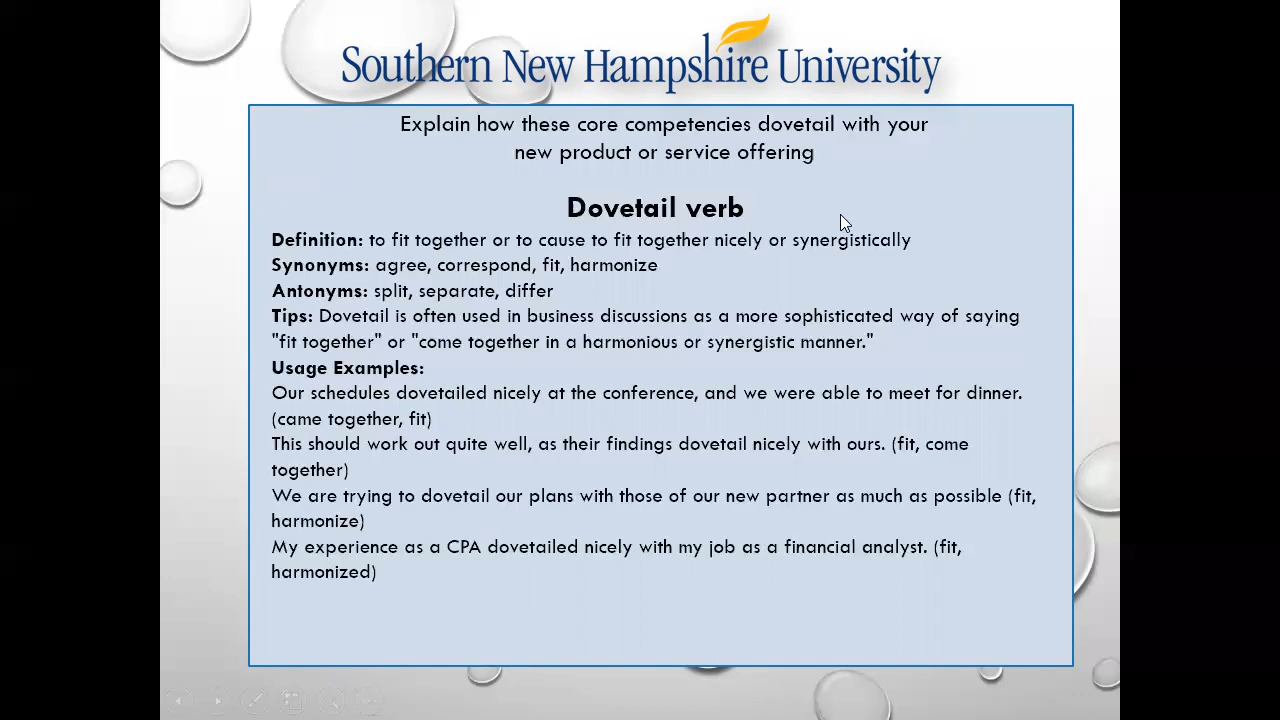 Southern New Hampshire University
Explain how these core competencies dovetail with your
new product or service offering
Dovetail verb
Definition: to fit together or to cause to fit together nicely or synergistically
Synonyms: agree, correspond, fit, harmonize
Antonyms: split, separate, differ
Tips: Dovetail is often used in business discussions as a more sophisticated way of saying
"fit together" or "come together in a harmonious or synergistic manner."
Usage Examples:
Our schedules dovetailed nicely at the conference, and we were able to meet for dinner.
(came together, fit)
This should work out quite well, as their findings dovetail nicely with ours. (fit, come
together)
We are trying to dovetail our plans with those of our new partner as much as possible (fit,
harmonize)
My experience as a CPA dovetailed nicely with my job as a financial analyst. (fit,
harmonized)